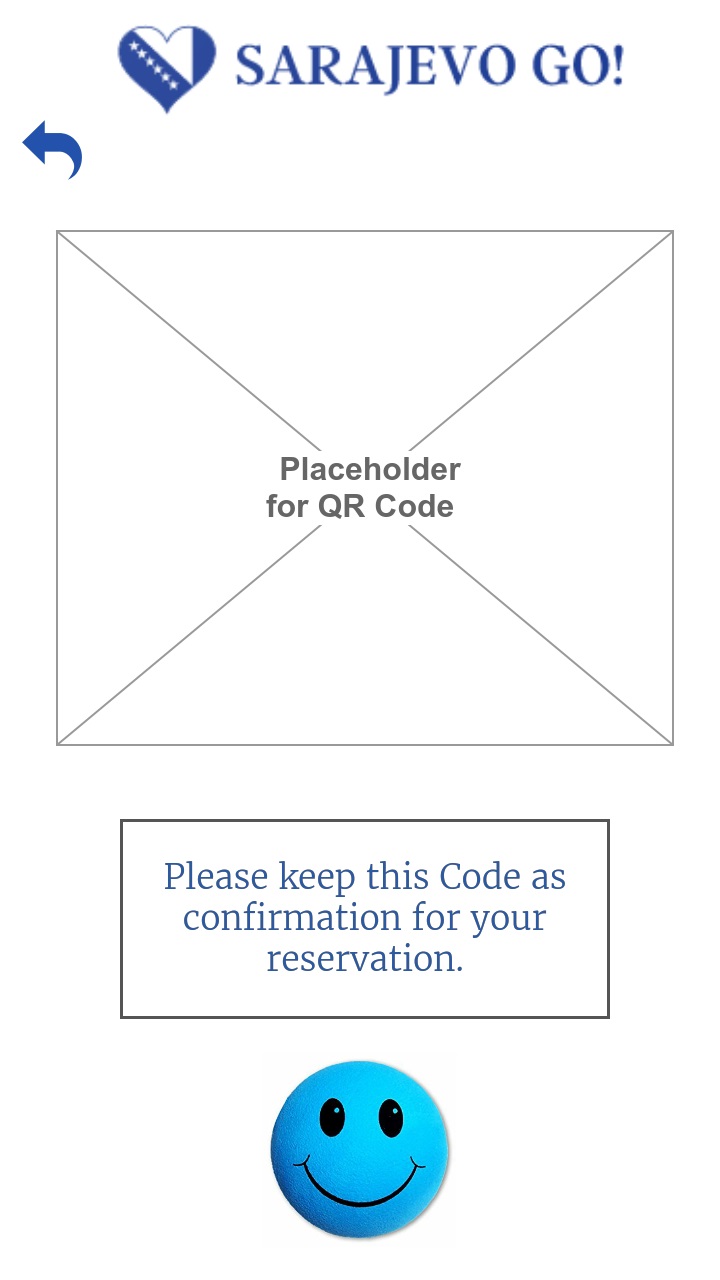 SARAJEVO GO!
Placeholder
for QR Code
Please keep this Code as
confirmation for your
reservation.